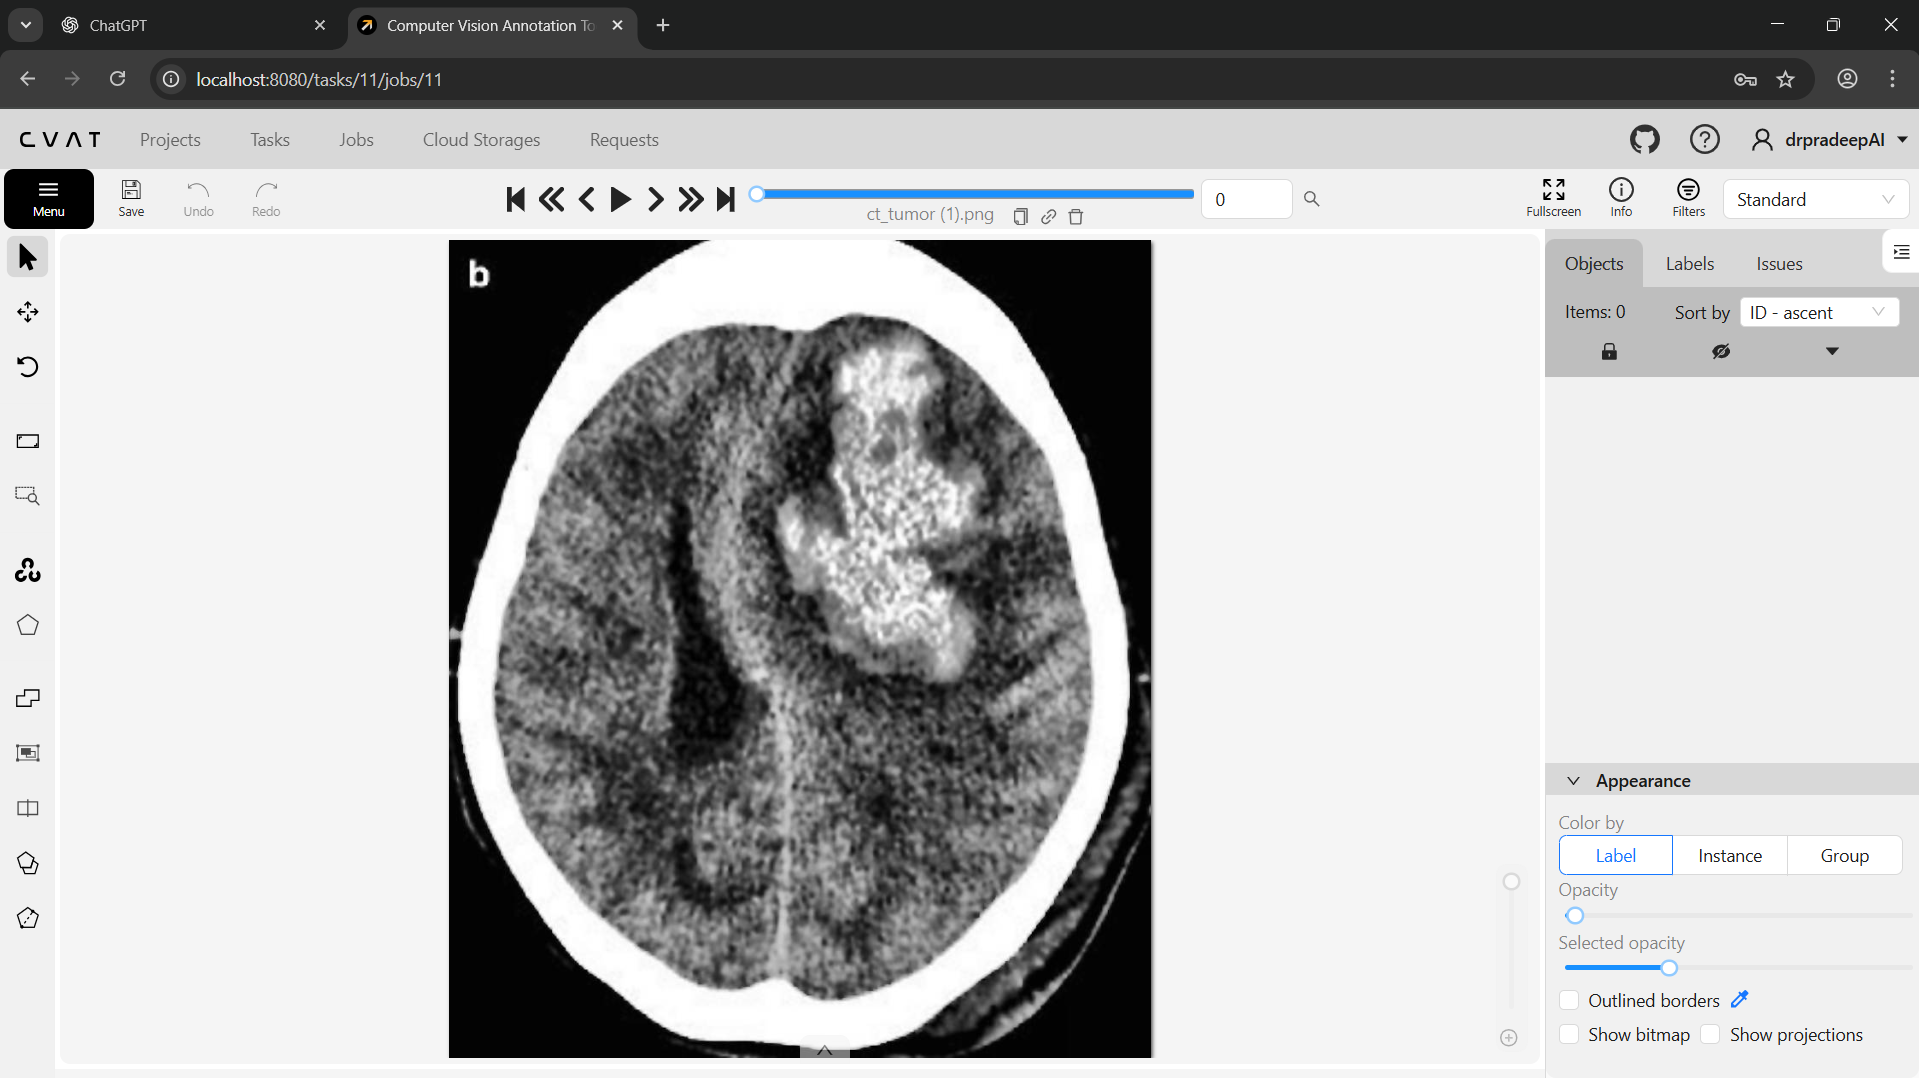 ChatGPT
Computer Vision Annotation To
localhost:8080/tasks/11/jobs/11
CVAT Projects Tasks Jobs Cloud Storages Requests drpradeepAI
Menu Save Undo Redo
ct_tumor (1).png
0
Fullscreen Info Filters Standard
b
Objects Labels Issues
Items: 0 Sort by ID - ascent
Appearance
Color by
Label Instance Group
Opacity
Selected opacity
Outlined borders
Show bitmap Show projections